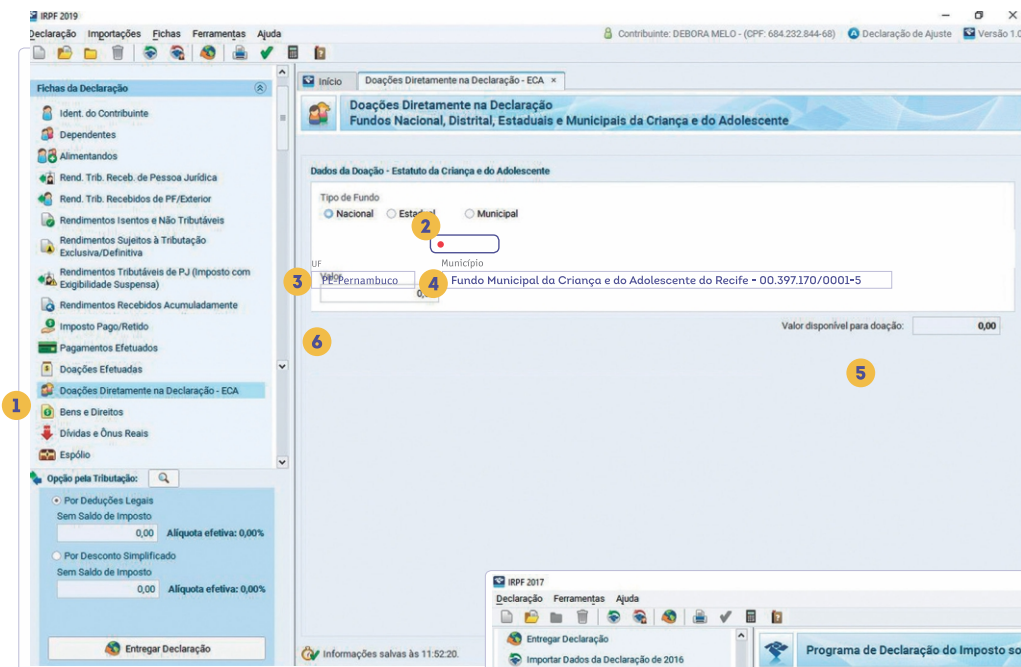 IRPF 2019
Declaração Importações Fichas Ferramentas Ajuda
Contribuinte: DEBORA MELO - (CPF: 684.232.844-68) Declaração de Ajuste Versão 1.0
Fichas da Declaração
Ident. do Contribuinte
Dependentes
Alimentandos
Rend. Trib. Receb. de Pessoa Jurídica
Rend. Trib. Recebidos de PF/Exterior
Rendimentos Isentos e Não Tributáveis
Rendimentos Sujeitos à Tributação
Exclusiva/Definitiva
Rendimentos Tributáveis de PJ (Imposto com
Exigibilidade Suspensa)
Rendimentos Recebidos Acumuladamente
Imposto Pago/Retido
Pagamentos Efetuados
Doações Efetuadas
Doações Diretamente na Declaração - ECA
1
Bens e Direitos
Dívidas e Ônus Reais
Espólio
Opção pela Tributação:
Por Deduções Legais
Sem Saldo de Imposto
0,00 Alíquota efetiva: 0,00%
Por Desconto Simplificado
Sem Saldo de Imposto
0,00 Alíquota efetiva: 0,00%
Entregar Declaração
Início Doações Diretamente na Declaração - ECA ×
Doações Diretamente na Declaração
Fundos Nacional, Distrital, Estaduais e Municipais da Criança e do Adolescente
Dados da Doação - Estatuto da Criança e do Adolescente
Tipo de Fundo
Nacional Estadual Municipal
2
UF Município
Valor
3 PE-Pernambuco 4 Fundo Municipal da Criança e do Adolescente do Recife - 00.397.170/0001-5
0,
Valor disponível para doação: 0,00
6
5
Informações salvas às 11:52:20.
IRPF 2017
Declaração Ferramentas Ajuda
Entregar Declaração
Importar Dados da Declaração de 2016
Programa de Declaração do Imposto so